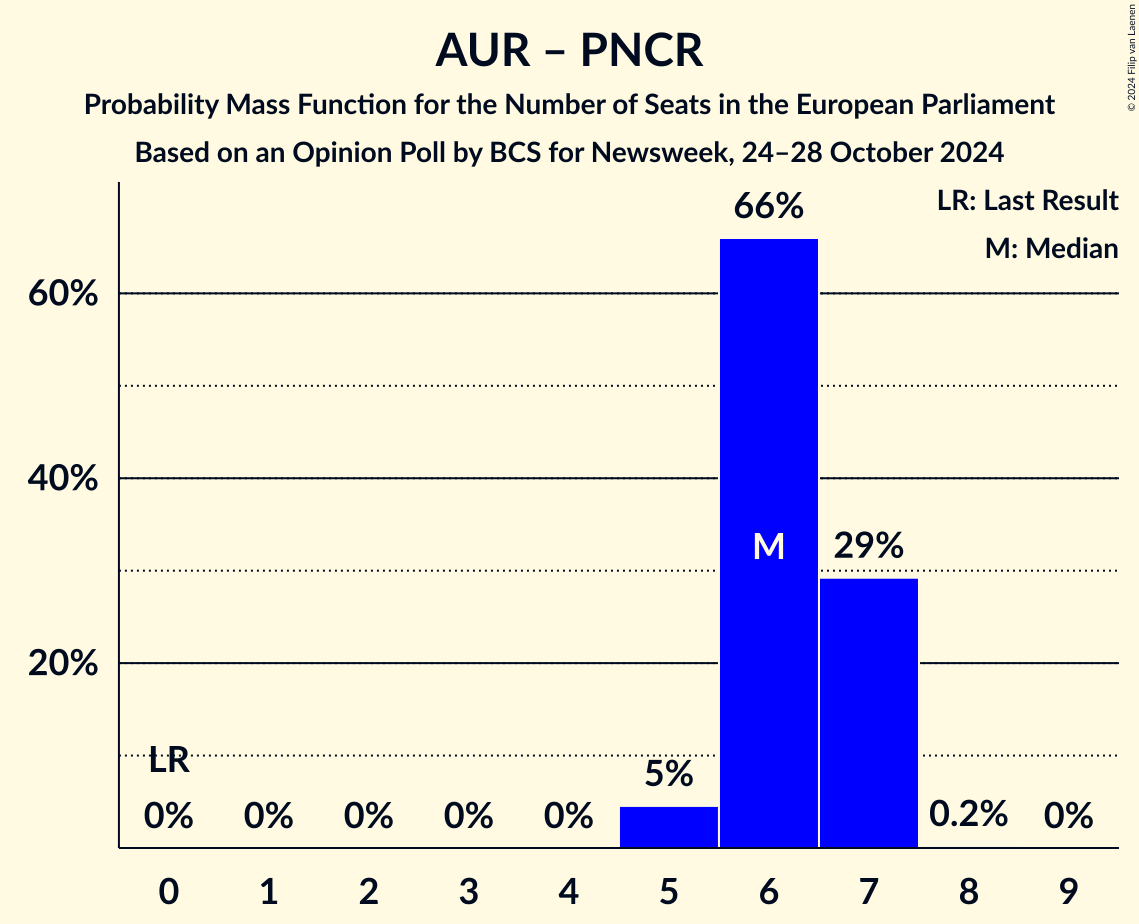 AUR – PNCR
Probability Mass Function for the Number of Seats in the European Parliament
Based on an Opinion Poll by BCS for Newsweek, 24–28 October 2024
© 2024 Filip van Laenen
LR: Last Result
M: Median
66%
60%
M
29%
40%
20%
LR
5%
0%
0%
0%
0%
0%
0.2%
0%
0 1 2 3 4 5 6 7 8 9